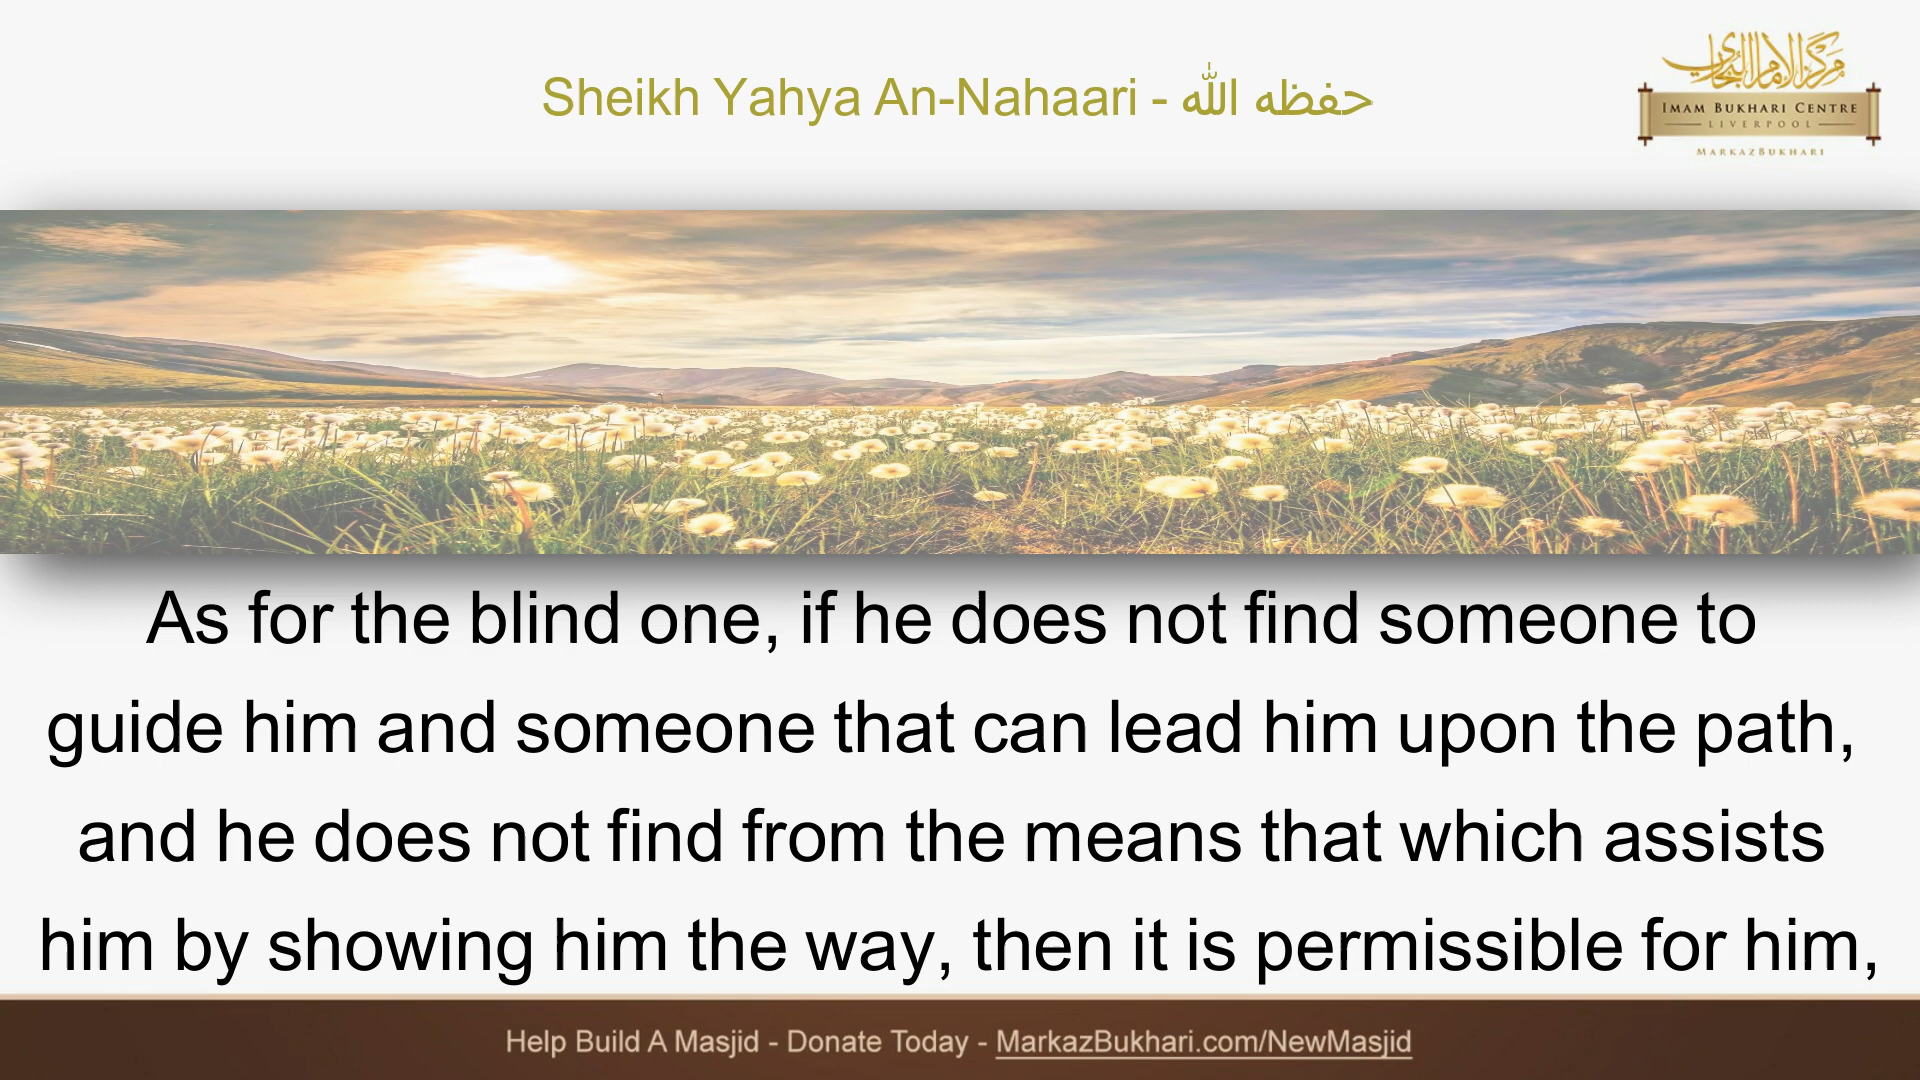 Sheikh Yahya An-Nahaari - حفظه الله
مركز الامام البخاري
IMAM BUKHARI CENTRE
LIVERPOOL
MARKAZBUKHARI
As for the blind one, if he does not find someone to
guide him and someone that can lead him upon the path,
and he does not find from the means that which assists
him by showing him the way, then it is permissible for him,
Help Build A Masjid - Donate Today - MarkazBukhari.com/NewMasjid